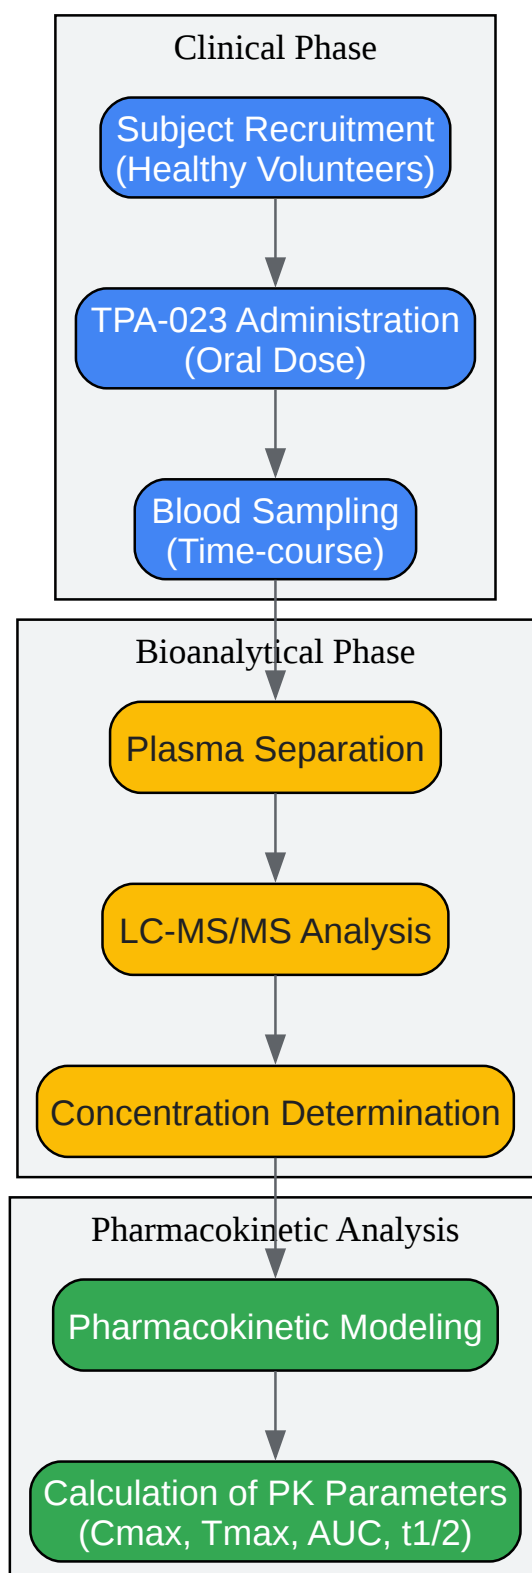 Clinical Phase
Subject Recruitment
(Healthy Volunteers)
TPA-023 Administration
(Oral Dose)
Blood Sampling
(Time-course)
Bioanalytical Phase
Plasma Separation
LC-MS/MS Analysis
Concentration Determination
Pharmacokinetic Analysis
Pharmacokinetic Modeling
Calculation of PK Parameters
(Cmax, Tmax, AUC, t1/2)